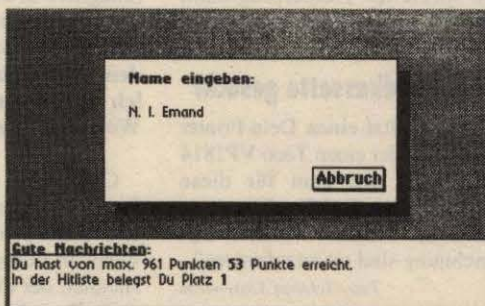 Name eingeben:
N. I. Emand
Abbruch
Gute Nachrichten:
Du hast von max. 961 Punkten 53 Punkte erreicht.
In der Hitliste belegst Du Platz 1